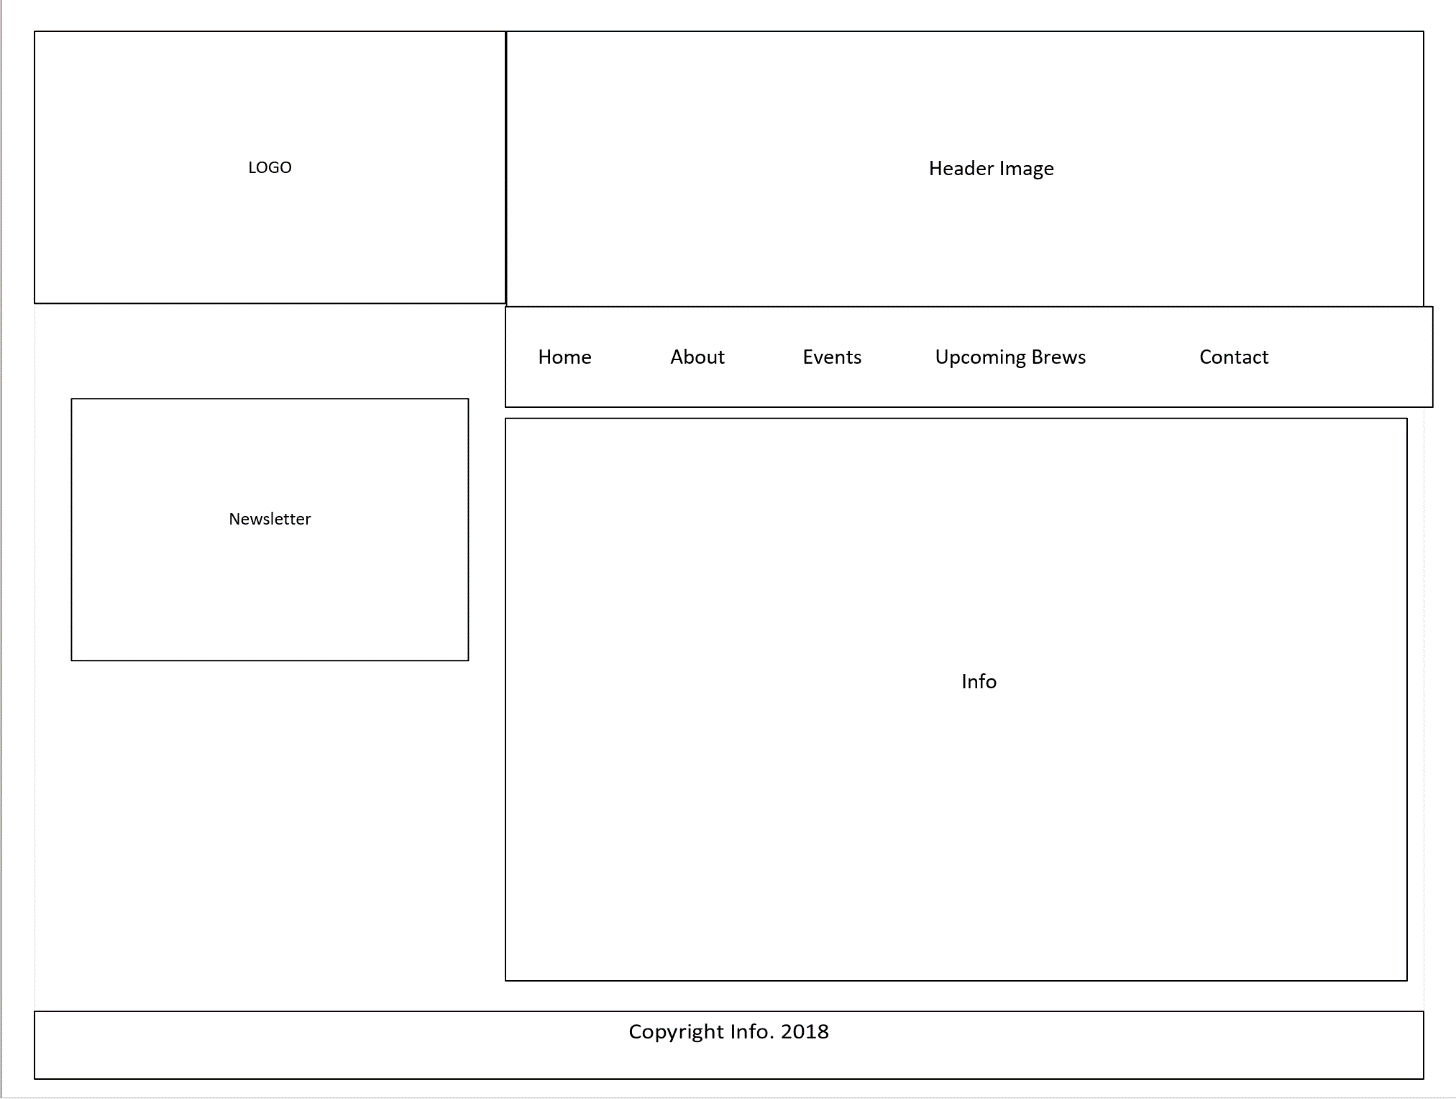 LOGO
Header Image
Home About Events Upcoming Brews Contact
Newsletter
Info
Copyright Info. 2018